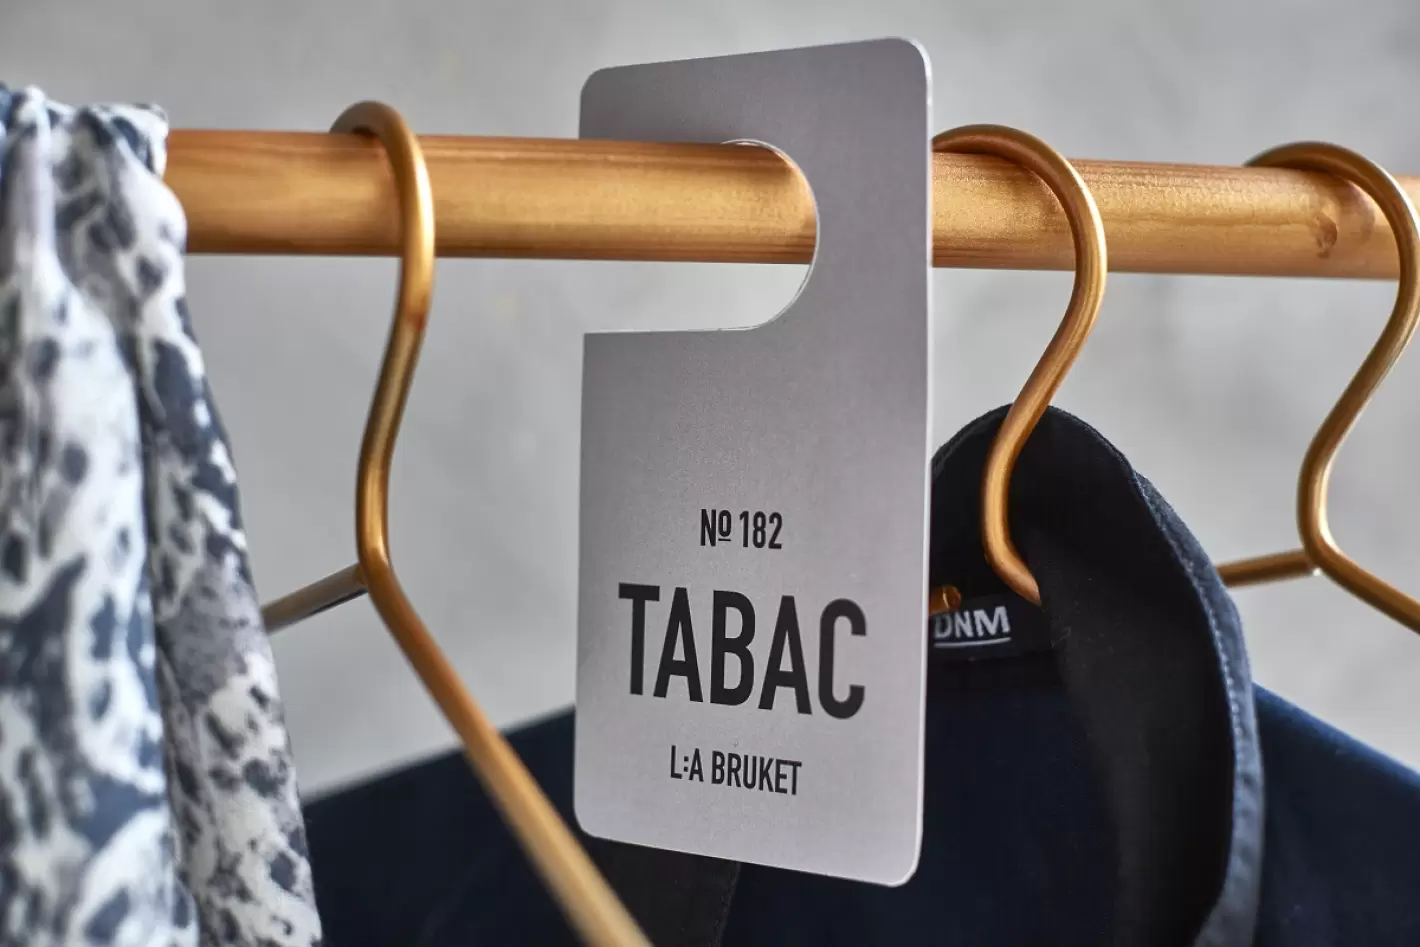 Nº 182
TABAC
L:A BRUKET
DNM